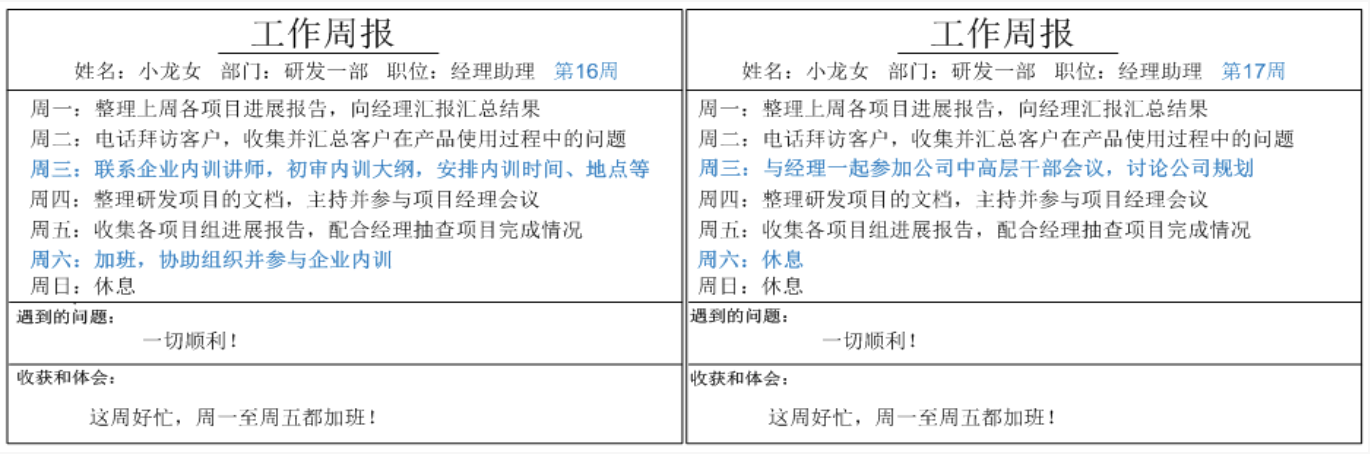 工作周报
姓名：小龙女 部门：研发一部 职位：经理助理 第16周
周一：整理上周各项目进展报告，向经理汇报汇总结果
周二：电话拜访客户，收集并汇总客户在产品使用过程中的问题
周三：联系企业内训讲师，初审内训大纲，安排内训时间、地点等
周四：整理研发项目的文档，主持并参与项目经理会议
周五：收集各项目组进展报告，配合经理抽查项目完成情况
周六：加班，协助组织并参与企业内训
周日：休息
遇到的问题：
一切顺利！
收获和体会：
这周好忙，周一至周五都加班！
工作周报
姓名：小龙女 部门：研发一部 职位：经理助理 第17周
周一：整理上周各项目进展报告，向经理汇报汇总结果
周二：电话拜访客户，收集并汇总客户在产品使用过程中的问题
周三：与经理一起参加公司中高层干部会议，讨论公司规划
周四：整理研发项目的文档，主持并参与项目经理会议
周五：收集各项目组进展报告，配合经理抽查项目完成情况
周六：休息
周日：休息
遇到的问题：
一切顺利！
收获和体会：
这周好忙，周一至周五都加班！